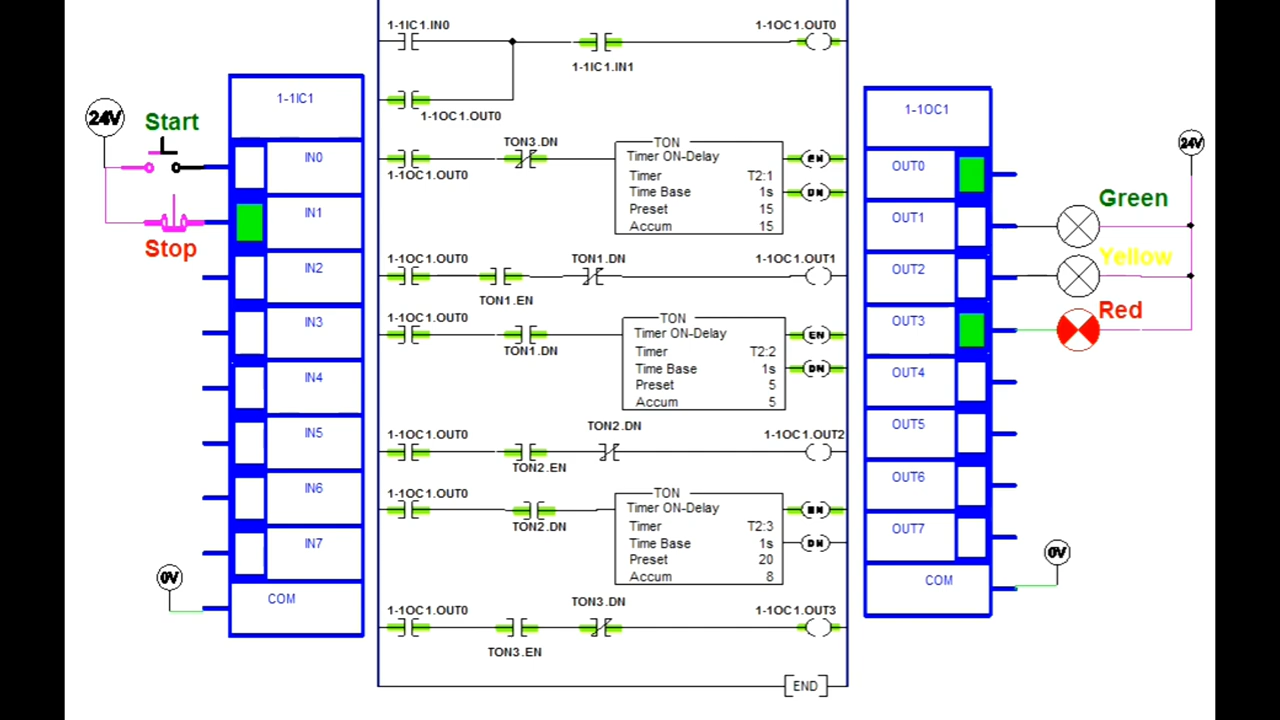 24V
Start
Stop
0V
1-1IC1
IN0
IN1
IN2
IN3
IN4
IN5
IN6
IN7
COM
1-1IC1.IN0
1-1OC1.OUT0
1-1IC1.IN1
1-1OC1.OUT0
TON3.DN
1-1OC1.OUT0
TON
Timer ON-Delay
Timer T2:1
Time Base 1s
Preset 15
Accum 15
EN
DN
1-1OC1.OUT0
TON1.DN
1-1OC1.OUT1
TON1.EN
1-1OC1.OUT0
TON1.DN
TON
Timer ON-Delay
Timer T2:2
Time Base 1s
Preset 5
Accum 5
EN
DN
1-1OC1.OUT0
TON2.DN
1-1OC1.OUT2
TON2.EN
1-1OC1.OUT0
TON2.DN
TON
Timer ON-Delay
Timer T2:3
Time Base 1s
Preset 20
Accum 8
EN
DN
1-1OC1.OUT0
TON3.DN
1-1OC1.OUT3
TON3.EN
END
1-1OC1
OUT0
OUT1
OUT2
OUT3
OUT4
OUT5
OUT6
OUT7
COM
24V
Green
Yellow
Red
0V